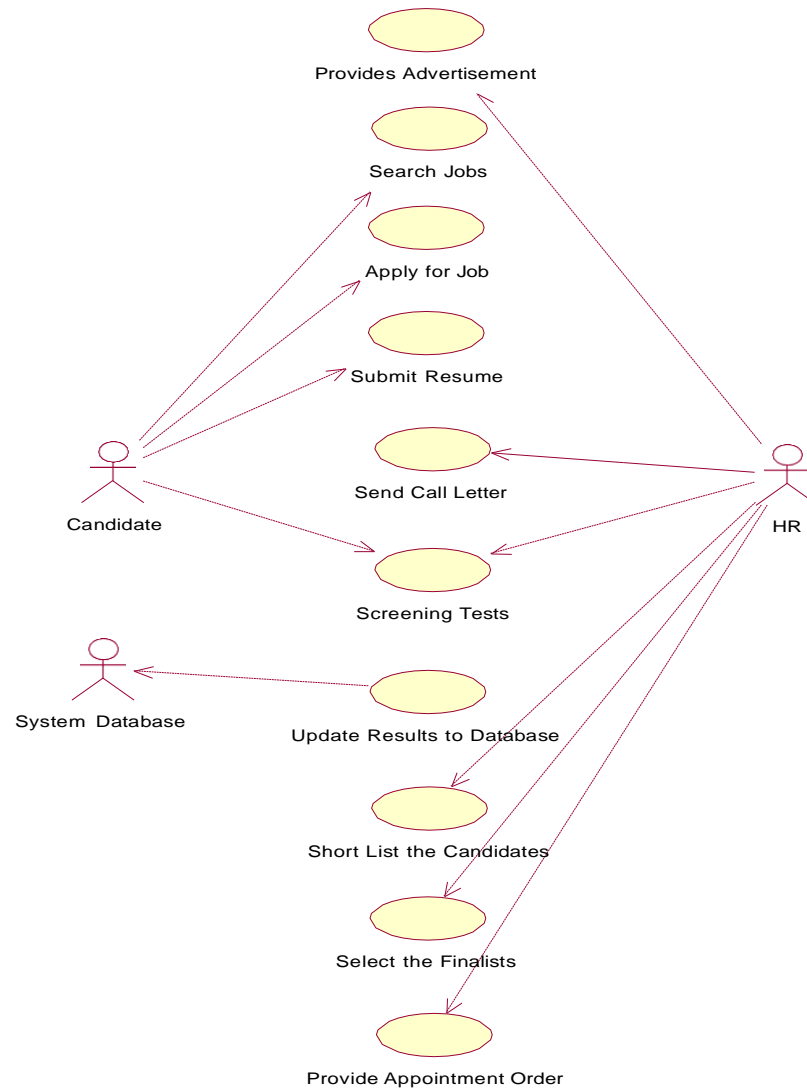 Provides Advertisement
Search Jobs
Apply for Job
Submit Resume
Send Call Letter
Candidate
HR
Screening Tests
System Database
Update Results to Database
Short List the Candidates
Select the Finalists
Provide Appointment Order